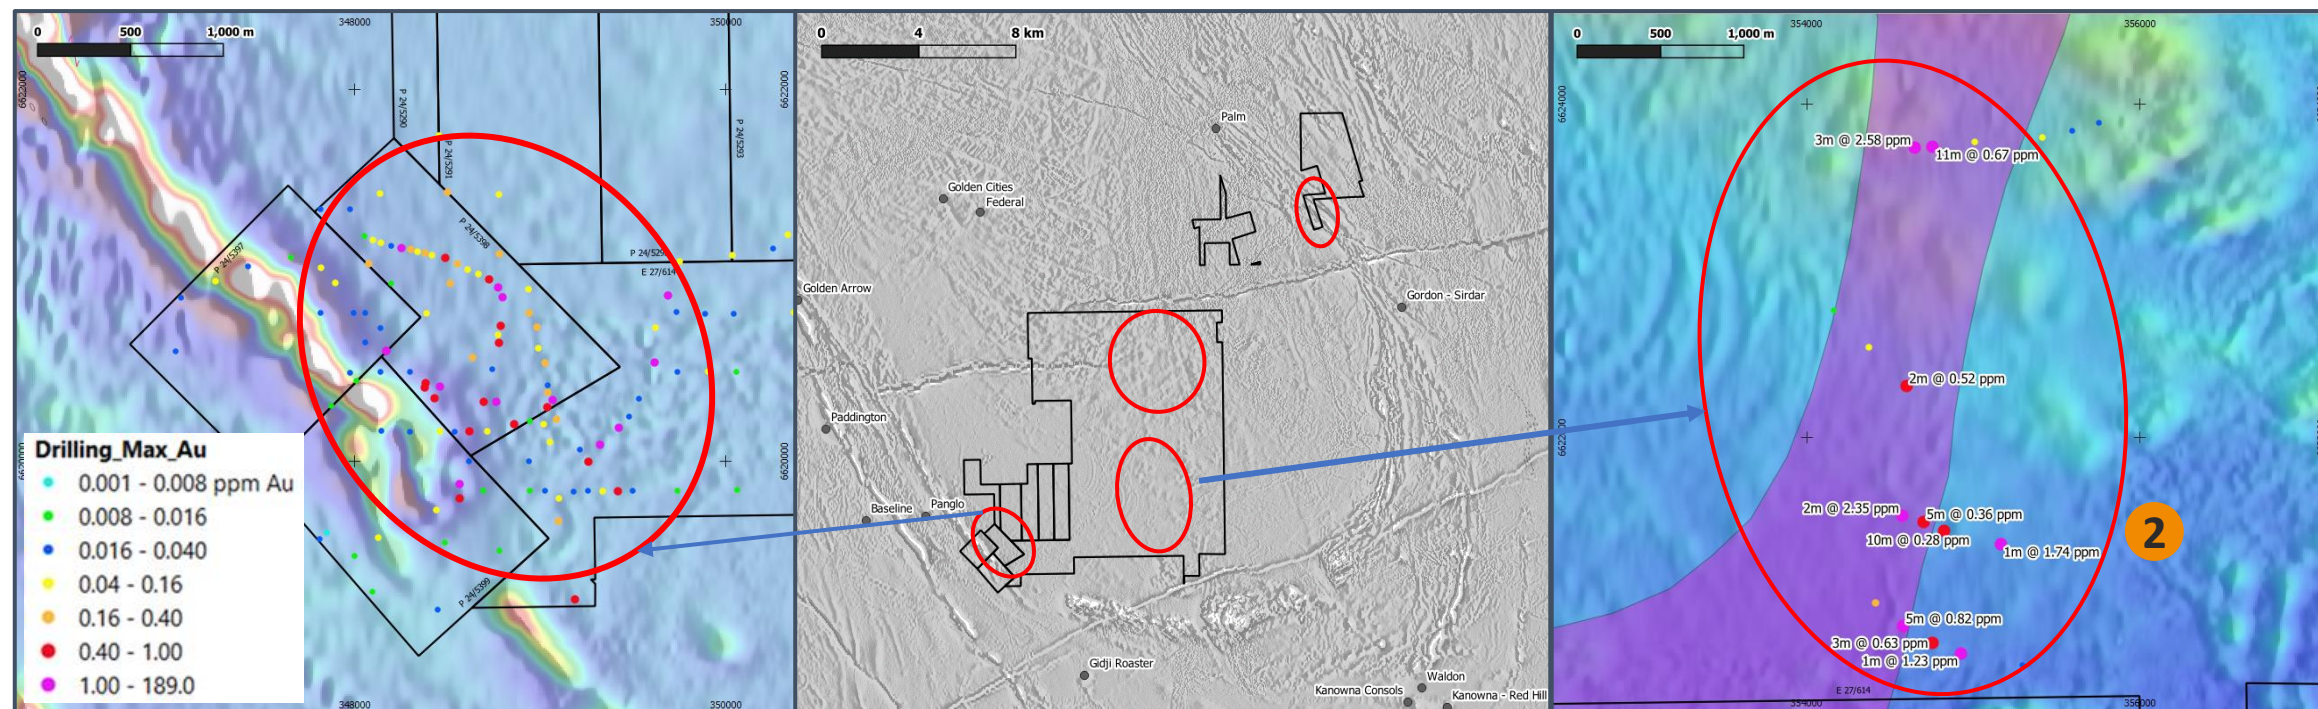 348000
350000
0 500 1,000 m
6622000
6622000
P 24/5290
P 24/5291
P 24/5293
P 24/5398
P 24/5397
E 27/614
6620000
6620000
P 24/5399
348000
350000
Drilling_Max_Au
0.001 - 0.008 ppm Au
0.008 - 0.016
0.016 - 0.040
0.04 - 0.16
0.16 - 0.40
0.40 - 1.00
1.00 - 189.0
0 4 8 km
Palm
Golden Cities
Federal
Golden Arrow
Gordon - Sirdar
Paddington
Baseline
Panglo
Gidji Roaster
Waldon
Kanowna Consols
Kanowna - Red Hill
354000
356000
0 500 1,000 m
6624000
3m @ 2.58 ppm
11m @ 0.67 ppm
2m @ 0.52 ppm
6622000
2m @ 2.35 ppm
5m @ 0.36 ppm
10m @ 0.28 ppm
1m @ 1.74 ppm
2
5m @ 0.82 ppm
3m @ 0.63 ppm
1m @ 1.23 ppm
E 27/614
354000
356000